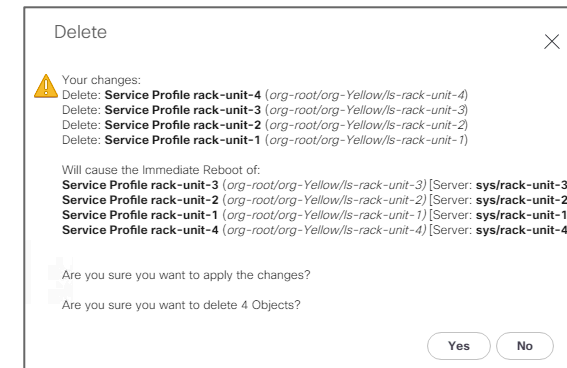 Delete
Your changes:
Delete: Service Profile rack-unit-4 (org-root/org-Yellow/ls-rack-unit-4)
Delete: Service Profile rack-unit-3 (org-root/org-Yellow/ls-rack-unit-3)
Delete: Service Profile rack-unit-2 (org-root/org-Yellow/ls-rack-unit-2)
Delete: Service Profile rack-unit-1 (org-root/org-Yellow/ls-rack-unit-1)
Will cause the Immediate Reboot of:
Service Profile rack-unit-3 (org-root/org-Yellow/ls-rack-unit-3) [Server: sys/rack-unit-3
Service Profile rack-unit-2 (org-root/org-Yellow/ls-rack-unit-2) [Server: sys/rack-unit-2
Service Profile rack-unit-1 (org-root/org-Yellow/ls-rack-unit-1) [Server: sys/rack-unit-1
Service Profile rack-unit-4 (org-root/org-Yellow/ls-rack-unit-4) [Server: sys/rack-unit-4
Are you sure you want to apply the changes?
Are you sure you want to delete 4 Objects?
Yes No